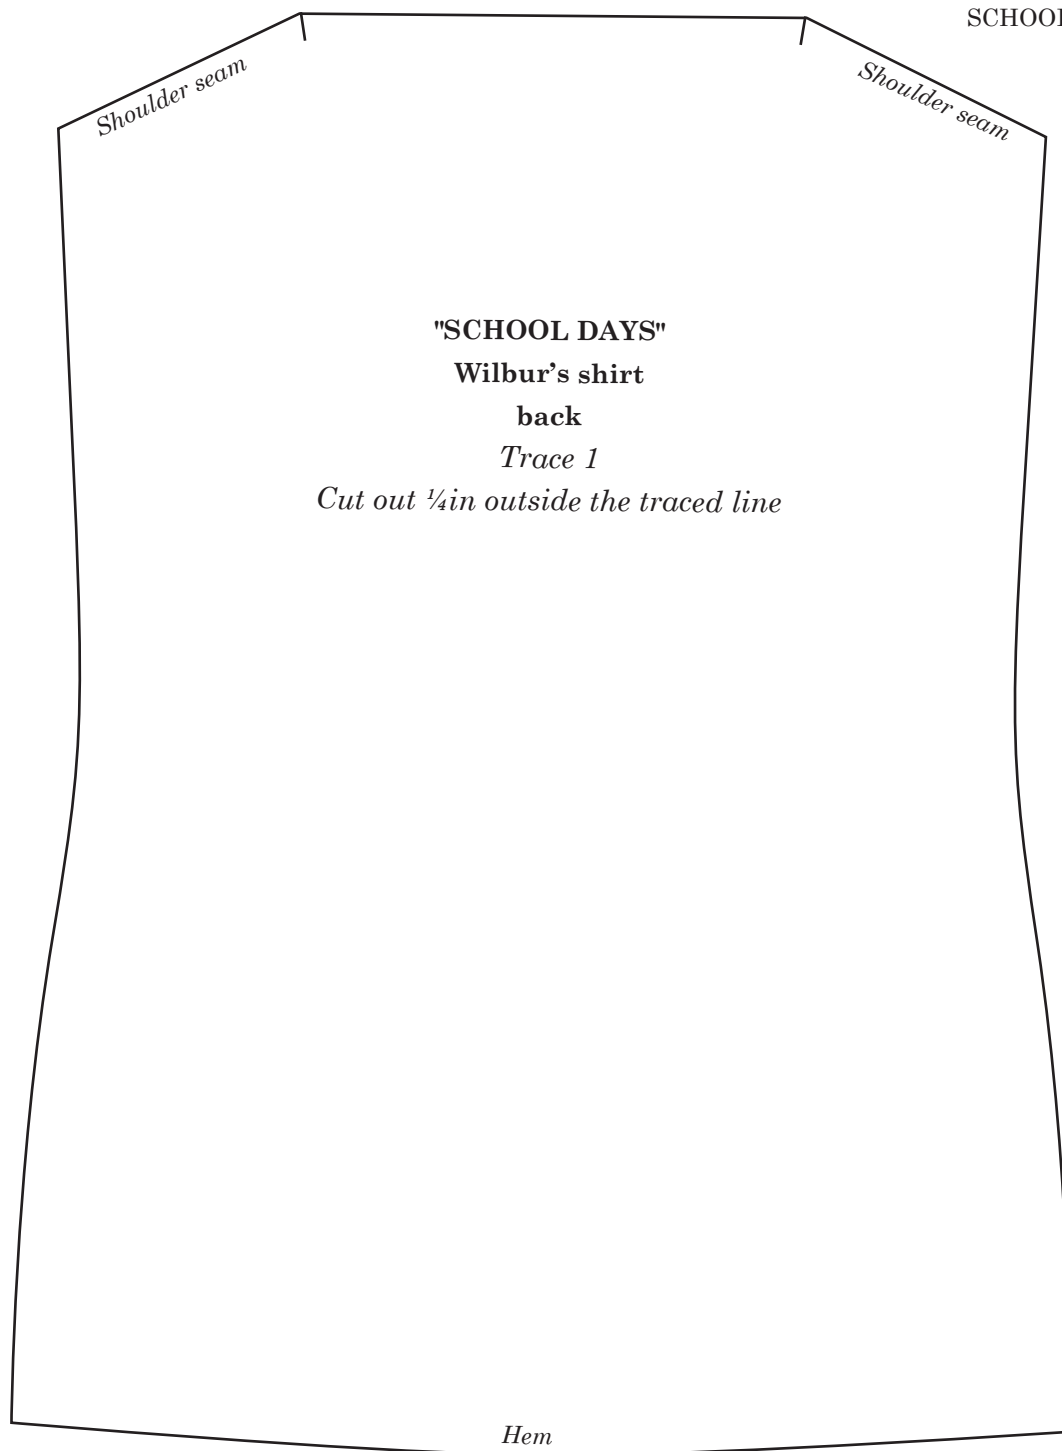 SCHOOL
Shoulder seam
Shoulder seam
"SCHOOL DAYS"
Wilbur’s shirt
back
Trace 1
Cut out ¼in outside the traced line
Hem